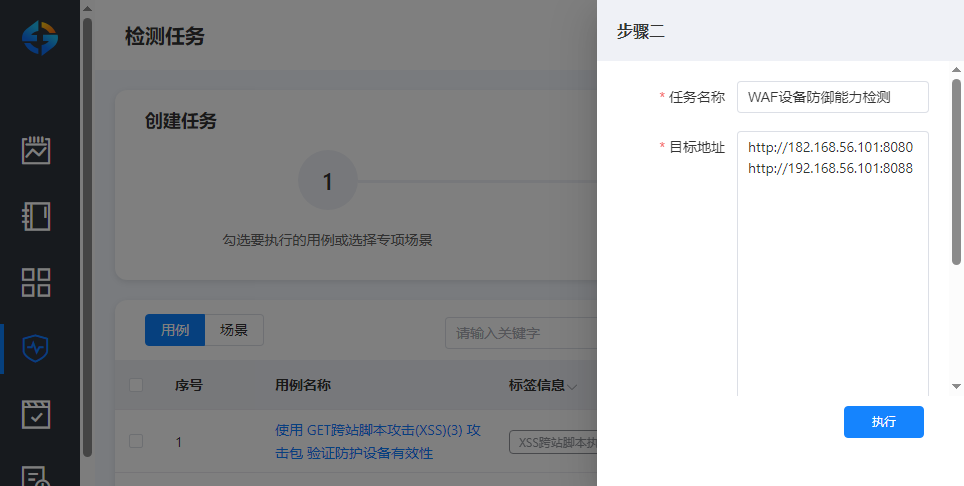 检测任务
创建任务
1
勾选要执行的用例或选择专项场景
用例
场景
请输入关键字
序号
用例名称
标签信息
1
使用 GET跨站脚本攻击(XSS)(3) 攻
击包 验证防护设备有效性
XSS跨站脚本执
步骤二
* 任务名称
WAF设备防御能力检测
* 目标地址
http://182.168.56.101:8080
http://192.168.56.101:8088
执行